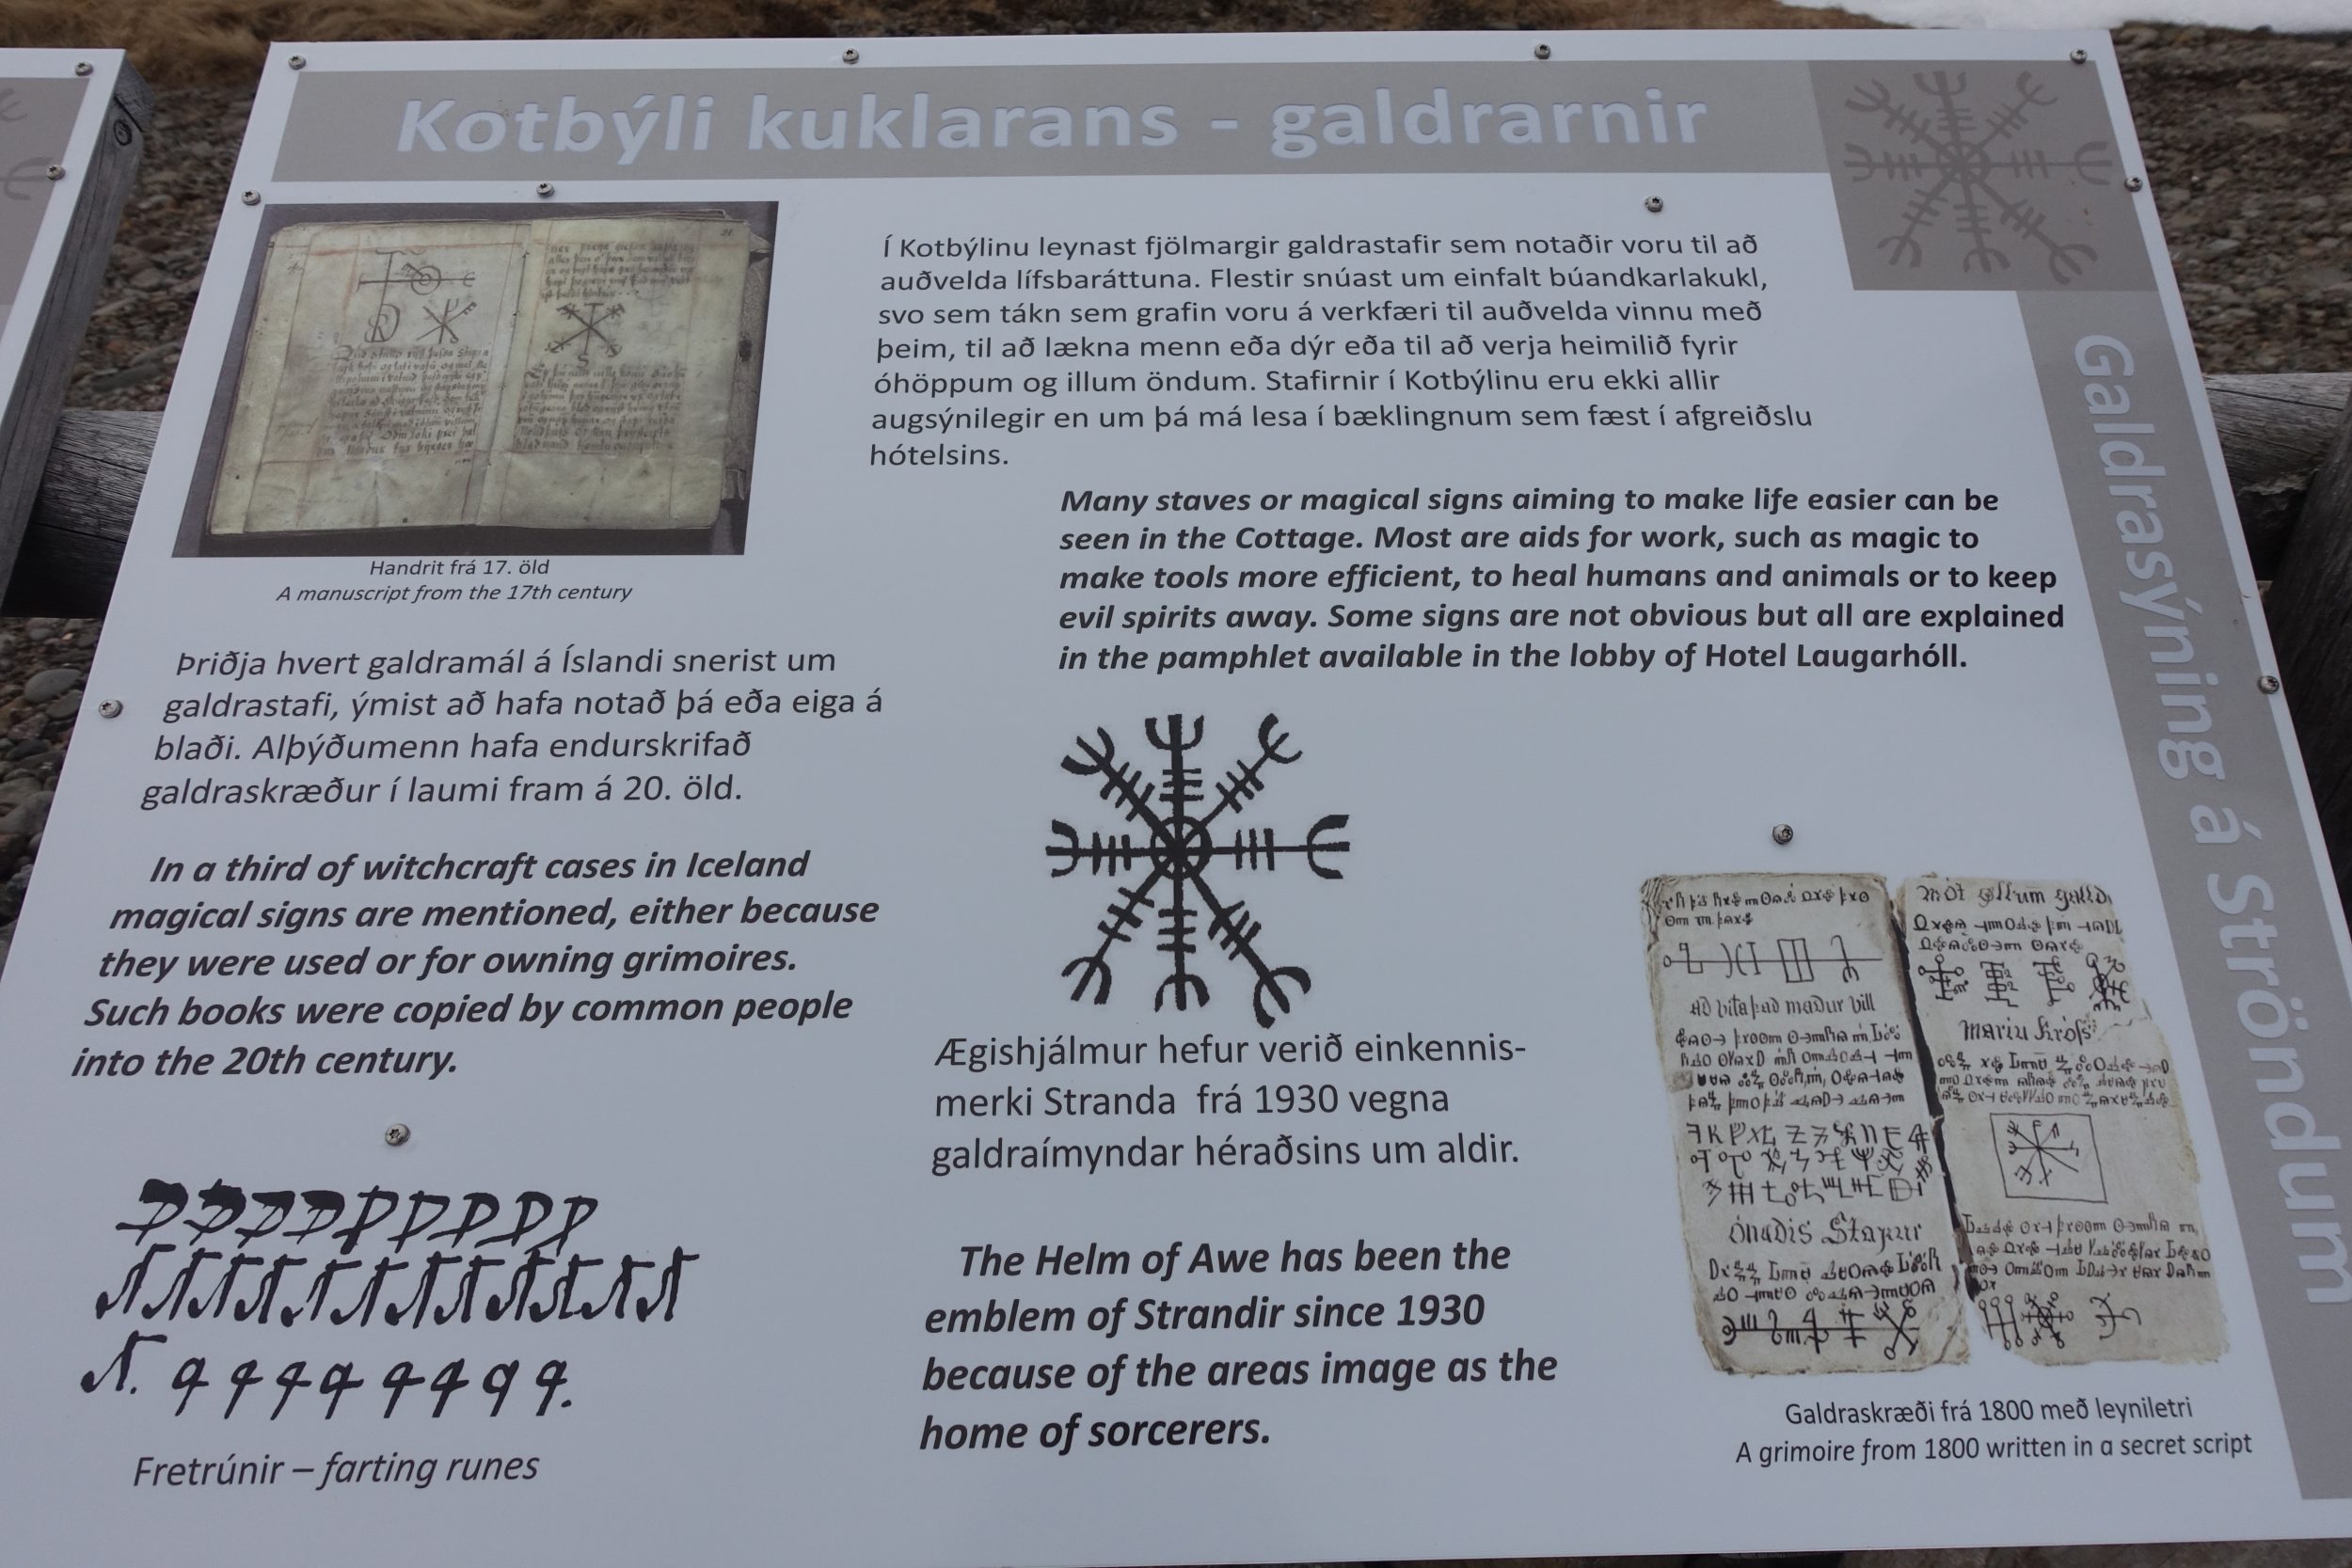 Kotbýli kuklarans - galdrarnir
Í Kotbýlinu leynast fjölmargir galdrastafir sem notaðir voru til að
auðvelda lífsbaráttuna. Flestir snúast um einfalt búandkarlakukl,
svo sem tákn sem grafin voru á verkfæri til auðvelda vinnu með
þeim, til að lækna menn eða dýr eða til að verja heimilið fyrir
óhöppum og illum öndum. Stafirnir í Kotbýlinu eru ekki allir
augsýnilegir en um þá má lesa í bæklingnum sem fæst í afgreiðslu
hótelsins.
Many staves or magical signs aiming to make life easier can be
seen in the Cottage. Most are aids for work, such as magic to
make tools more efficient, to heal humans and animals or to keep
evil spirits away. Some signs are not obvious but all are explained
in the pamphlet available in the lobby of Hotel Laugarhóll.
Handrit frá 17. öld
A manuscript from the 17th century
Þriðja hvert galdramál á Íslandi snerist um
galdrastafi, ýmist að hafa notað þá eða eiga á
blaði. Alþýðumenn hafa endurskrifað
galdraskræður í laumi fram á 20. öld.
In a third of witchcraft cases in Iceland
magical signs are mentioned, either because
they were used or for owning grimoires.
Such books were copied by common people
into the 20th century.
Fretrúnir – farting runes
Ægishjálmur hefur verið einkennis-
merki Stranda frá 1930 vegna
galdraímyndar héraðsins um aldir.
The Helm of Awe has been the
emblem of Strandir since 1930
because of the areas image as the
home of sorcerers.
Galdraskræði frá 1800 með leyniletri
A grimoire from 1800 written in a secret script
Galdrasýning á Ströndum